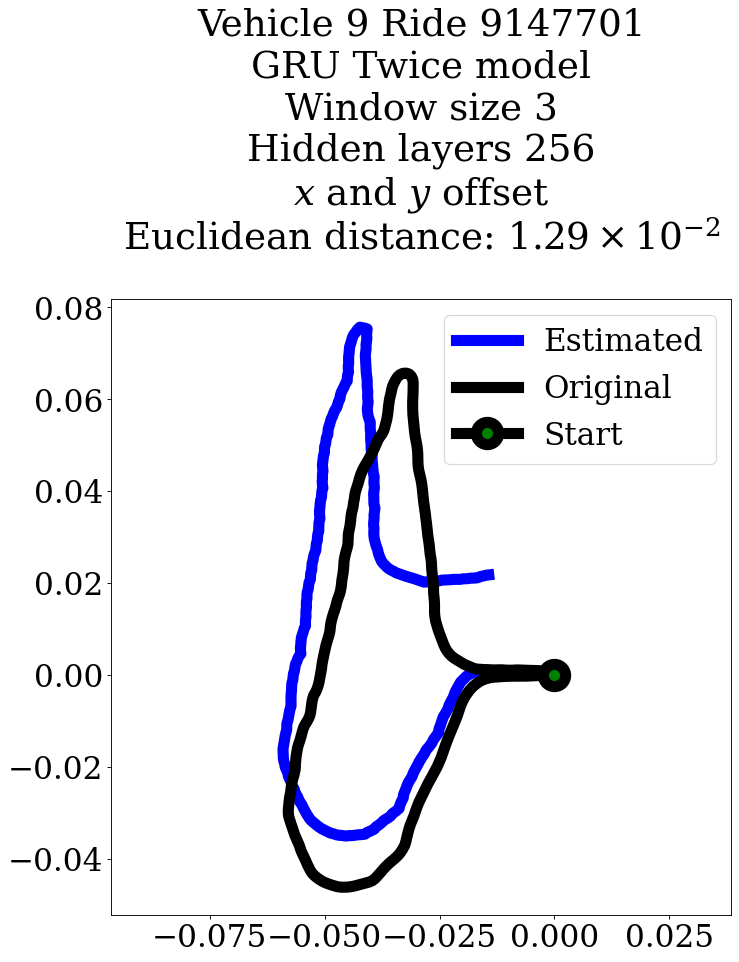 Vehicle 9 Ride 9147701
GRU Twice model
Window size 3
Hidden layers 256
x and y offset
Euclidean distance: 1.29 × 10⁻²
Estimated
Original
Start
0.08
0.06
0.04
0.02
0.00
−0.02
−0.04
−0.075 −0.050 −0.025 0.000 0.025